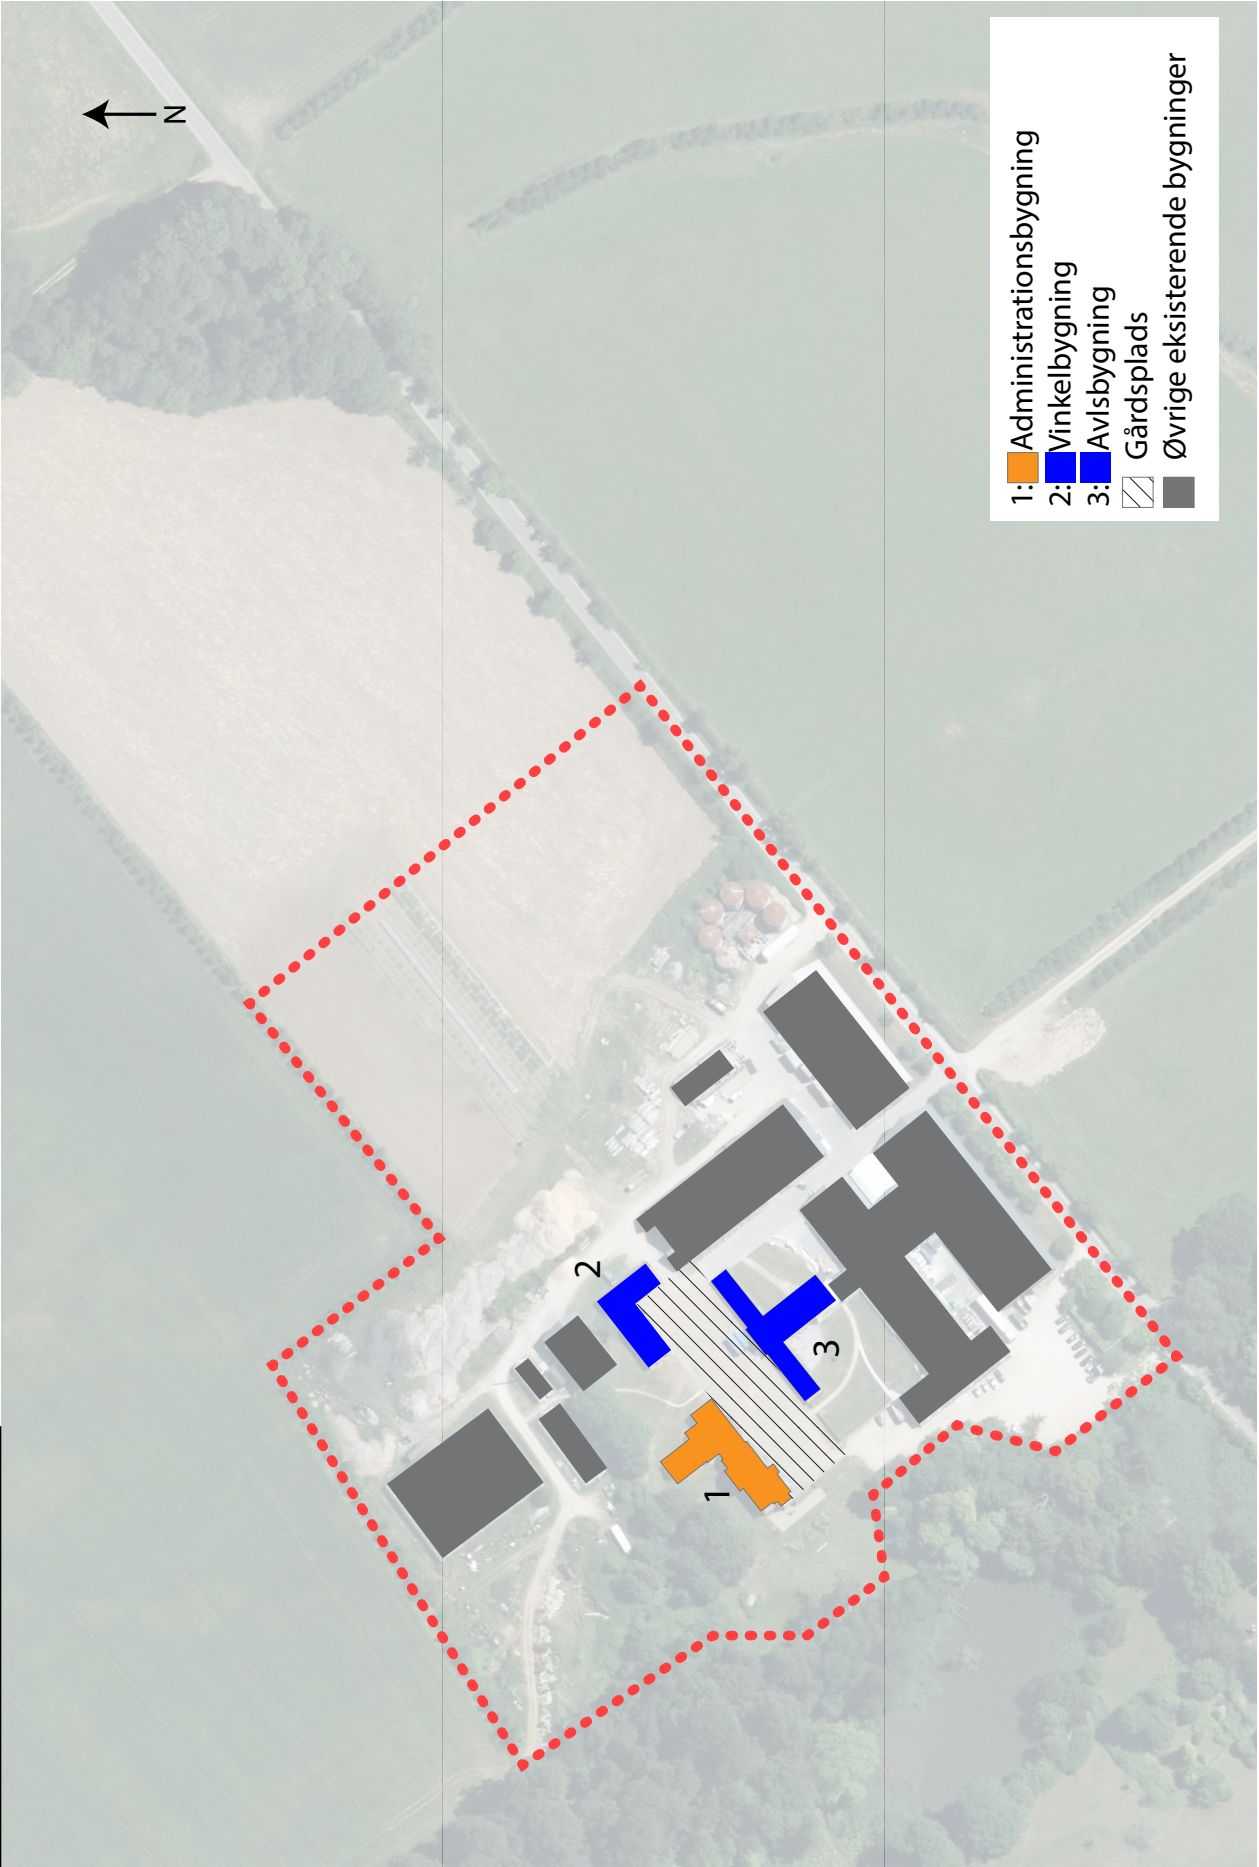 N
1: Administrationsbygning
2: Vinkelbygning
3: Avlsbygning
Gårdsplads
Øvrige eksisterende bygninger
2
3
1